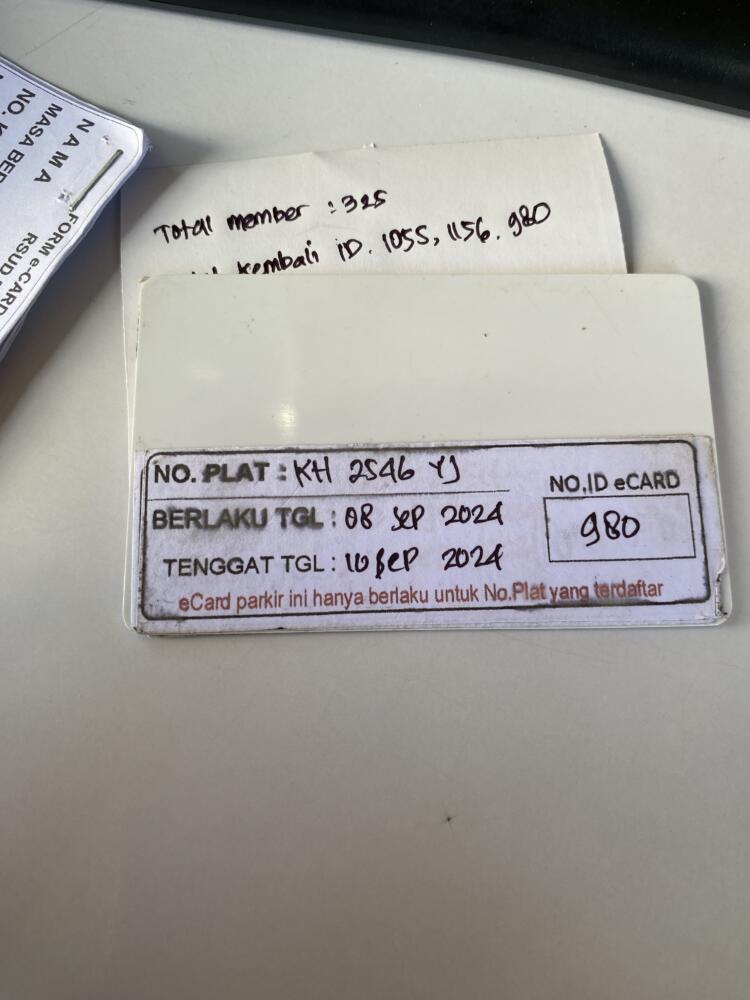 Total member : 325
kembali ID. 1055, 1156. 980
NO. PLAT : KH 2546 YJ
BERLAKU TGL : 08 SEP 2024
TENGGAT TGL : 10 SEP 2024
NO.ID eCARD
980
eCard parkir ini hanya berlaku untuk No.Plat yang terdaftar
N A M A
MASA BER
NO. K
FORM e-CARD
RSUD